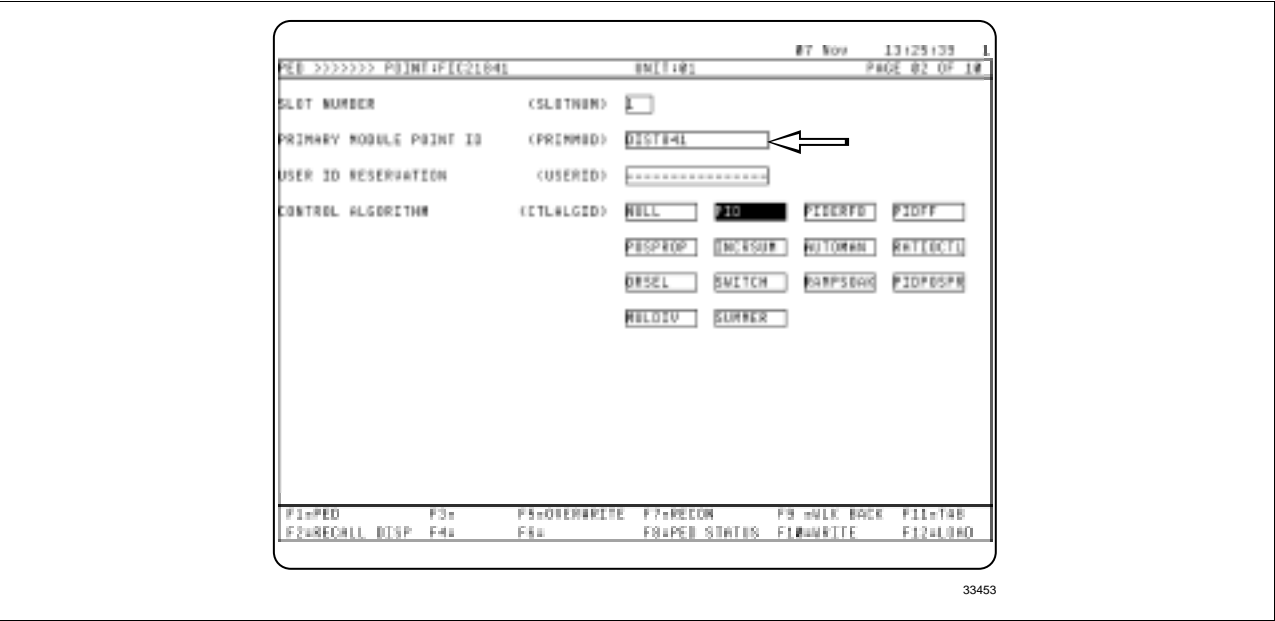 07 Nov 13:25:39 1
PED >>>>>>> POINT:FIC21841 UNIT:01 PAGE 02 OF 10
SLOT NUMBER (SLOTNUM) 1
PRIMARY MODULE POINT ID (PRIMMOD) DIST841
USER ID RESERVATION (USERID) ----------------
CONTROL ALGORITHM (CTLALGID) NULL PID PIDERFB PIDFF
POSPROP INCRSUM AUTOMAN RATIOCTL
ORSEL SWITCH RAMPSOAK PIDPOSPR
MULDIV SUMMER
F1=PED F3= F5=OVERWRITE F7=RECON F9 =WLK BACK F11=TAB
F2=RECALL DISP F4= F6= F8=PED STATUS F10=WRITE F12=LOAD
33453